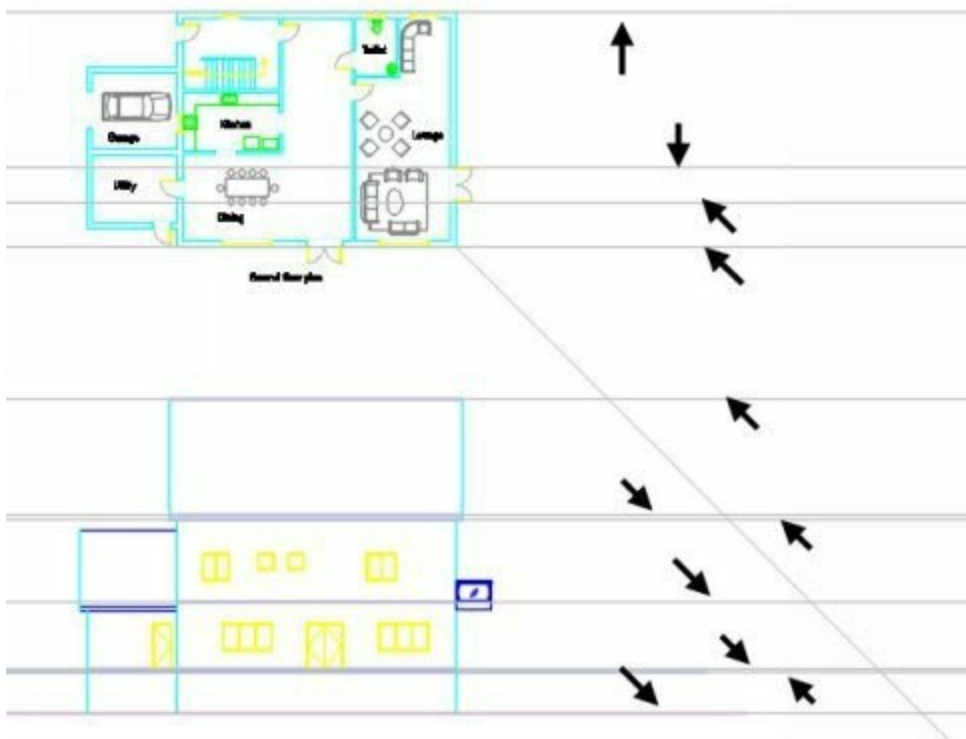 Toilet
Kitchen
Lounge
Garage
Utility
Dining
Ground floor plan